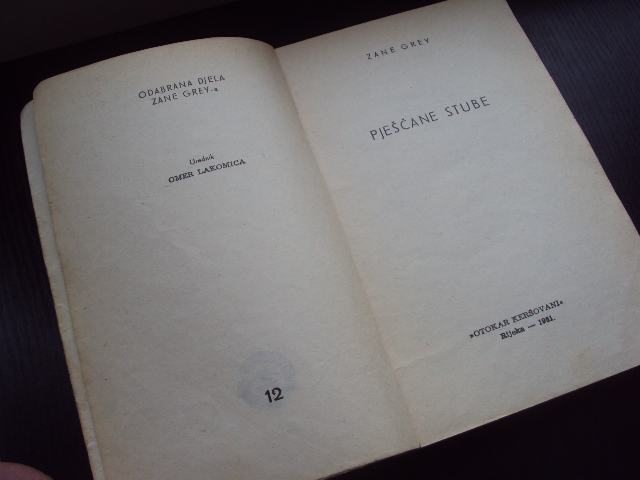 ODABRANA DJELA
ZANE GREY-a
Urednik
OMER LAKOMICA
12
ZANE GREY
PJEŠČANE STUBE
»OTOKAR KERŠOVANI«
Rijeka — 1961.